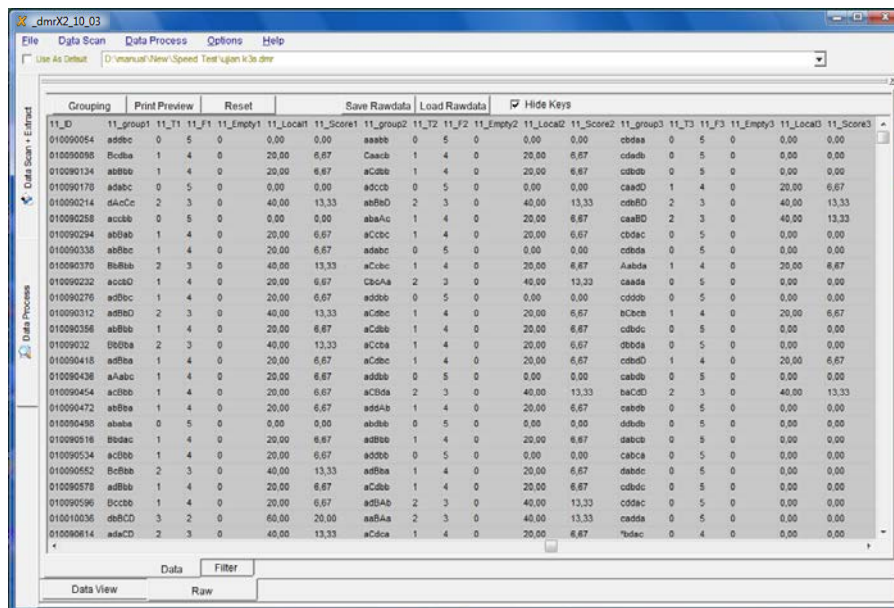 _dmrX2_10_03
File Data Scan Data Process Options Help
Use As Default D:\manual\New\Speed Test\ujian k3s.dmr
Data Scan + Extract
Data Process
Grouping Print Preview Reset Save Rawdata Load Rawdata Hide Keys
11_ID 11_group1 11_T1 11_F1 11_Empty1 11_Local1 11_Score1 11_group2 11_T2 11_F2 11_Empty2 11_Local2 11_Score2 11_group3 11_T3 11_F3 11_Empty3 11_Local3 11_Score3
010090054 addbc 0 5 0 0,00 0,00 aaabb 0 5 0 0,00 0,00 cbdaa 0 5 0 0,00 0,00
010090098 Bcdba 1 4 0 20,00 6,67 Caacb 1 4 0 20,00 6,67 cdadb 0 5 0 0,00 0,00
010090134 abBbb 1 4 0 20,00 6,67 aCdbb 1 4 0 20,00 6,67 cdbdb 0 5 0 0,00 0,00
010090178 adabc 0 5 0 0,00 0,00 adccb 0 5 0 0,00 0,00 caadD 1 4 0 20,00 6,67
010090214 dAcCc 2 3 0 40,00 13,33 abBbD 2 3 0 40,00 13,33 cdbBD 2 3 0 40,00 13,33
010090258 accbb 0 5 0 0,00 0,00 abaAc 1 4 0 20,00 6,67 caaBD 2 3 0 40,00 13,33
010090294 abBab 1 4 0 20,00 6,67 aCcbc 1 4 0 20,00 6,67 cbdac 0 5 0 0,00 0,00
010090338 abBbc 1 4 0 20,00 6,67 adabc 0 5 0 0,00 0,00 cdbda 0 5 0 0,00 0,00
010090370 BbBbb 2 3 0 40,00 13,33 aCcbc 1 4 0 20,00 6,67 Aabda 1 4 0 20,00 6,67
010090232 accbD 1 4 0 20,00 6,67 CbcAa 2 3 0 40,00 13,33 caada 0 5 0 0,00 0,00
010090276 adBbc 1 4 0 20,00 6,67 addbb 0 5 0 0,00 0,00 cdddb 0 5 0 0,00 0,00
010090312 adBbD 2 3 0 40,00 13,33 aCdbc 1 4 0 20,00 6,67 bCbcb 1 4 0 20,00 6,67
010090356 abBbb 1 4 0 20,00 6,67 aCdbb 1 4 0 20,00 6,67 cdbdc 0 5 0 0,00 0,00
01009032 BbBba 2 3 0 40,00 13,33 aCcba 1 4 0 20,00 6,67 dbbda 0 5 0 0,00 0,00
010090418 adBba 1 4 0 20,00 6,67 aCdbc 1 4 0 20,00 6,67 cdbdD 1 4 0 20,00 6,67
010090436 aAabc 1 4 0 20,00 6,67 addbb 0 5 0 0,00 0,00 cabdb 0 5 0 0,00 0,00
010090454 acBbb 1 4 0 20,00 6,67 aCBda 2 3 0 40,00 13,33 baCdD 2 3 0 40,00 13,33
010090472 abBba 1 4 0 20,00 6,67 addAb 1 4 0 20,00 6,67 cabdb 0 5 0 0,00 0,00
010090498 ababa 0 5 0 0,00 0,00 abdbb 0 5 0 0,00 0,00 ddbdb 0 5 0 0,00 0,00
010090516 Bbdac 1 4 0 20,00 6,67 adBbb 1 4 0 20,00 6,67 dabcb 0 5 0 0,00 0,00
010090534 acBbb 1 4 0 20,00 6,67 addbb 0 5 0 0,00 0,00 cabca 0 5 0 0,00 0,00
010090552 BcBbb 2 3 0 40,00 13,33 adBba 1 4 0 20,00 6,67 dabdc 0 5 0 0,00 0,00
010090578 adBbb 1 4 0 20,00 6,67 aCdbb 1 4 0 20,00 6,67 cdbdc 0 5 0 0,00 0,00
010090596 Bccbb 1 4 0 20,00 6,67 adBAb 2 3 0 40,00 13,33 cddac 0 5 0 0,00 0,00
010010036 dbBCD 3 2 0 60,00 20,00 aaBAa 2 3 0 40,00 13,33 cadda 0 5 0 0,00 0,00
010090614 adaCD 2 3 0 40,00 13,33 aCdca 1 4 0 20,00 6,67 *bdac 0 4 0 0,00 0,00
Data Filter
Data View Raw